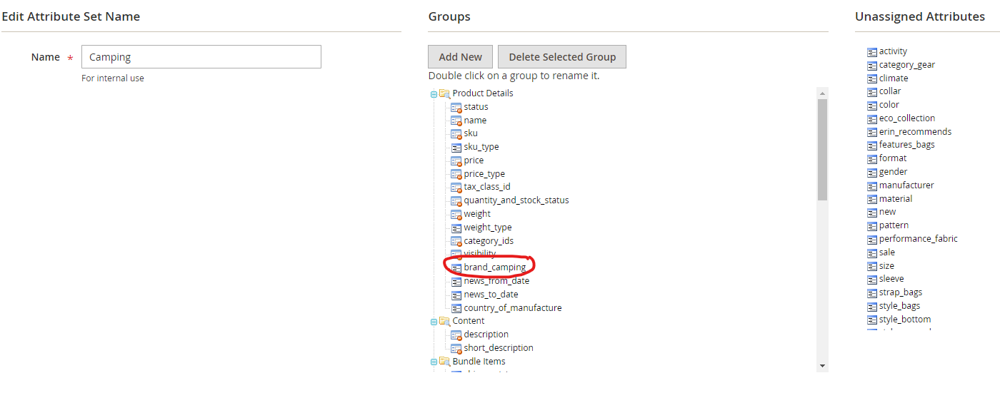 Edit Attribute Set Name
Name *
Camping
For internal use
Groups
Add New
Delete Selected Group
Double click on a group to rename it.
Product Details
status
name
sku
sku_type
price
price_type
tax_class_id
quantity_and_stock_status
weight
weight_type
category_ids
visibility
brand_camping
news_from_date
news_to_date
country_of_manufacture
Content
description
short_description
Bundle Items
Unassigned Attributes
activity
category_gear
climate
collar
color
eco_collection
erin_recommends
features_bags
format
gender
manufacturer
material
new
pattern
performance_fabric
sale
size
sleeve
strap_bags
style_bags
style_bottom